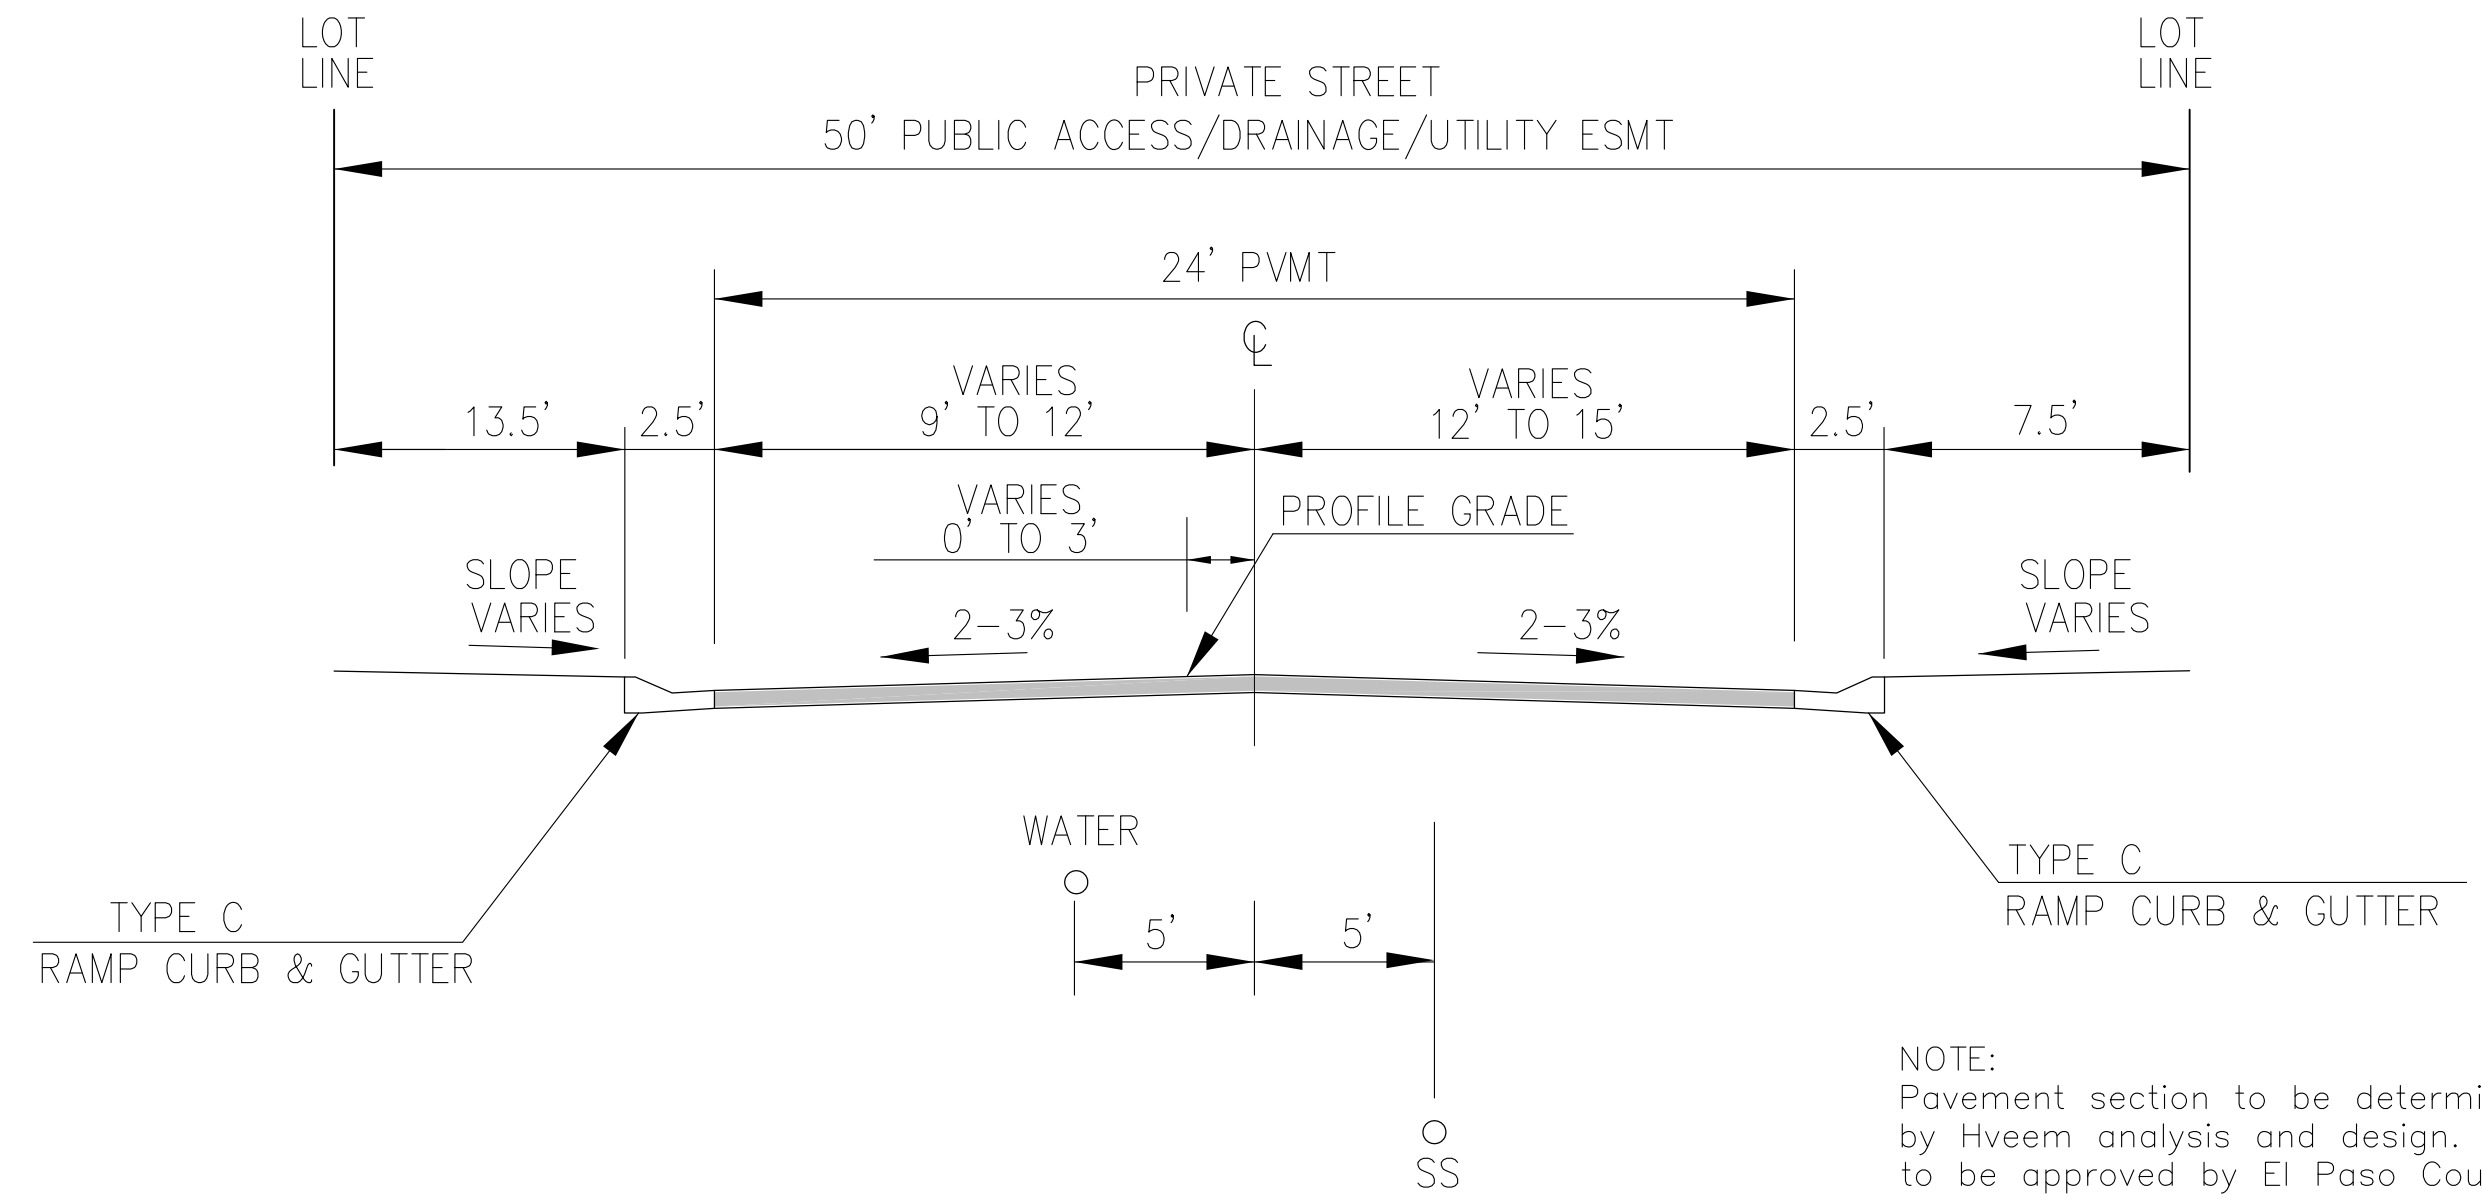 LOT
LINE
LOT
LINE
PRIVATE STREET
50' PUBLIC ACCESS/DRAINAGE/UTILITY ESMT
24' PVMT
℄
13.5'
2.5'
VARIES
9' TO 12'
VARIES
12' TO 15'
2.5'
7.5'
VARIES
0' TO 3'
PROFILE GRADE
SLOPE
VARIES
2-3%
2-3%
SLOPE
VARIES
WATER
5'
5'
TYPE C
RAMP CURB & GUTTER
TYPE C
RAMP CURB & GUTTER
SS
NOTE:
Pavement section to be
by Hveem analysis and design.
to be approved by El Paso